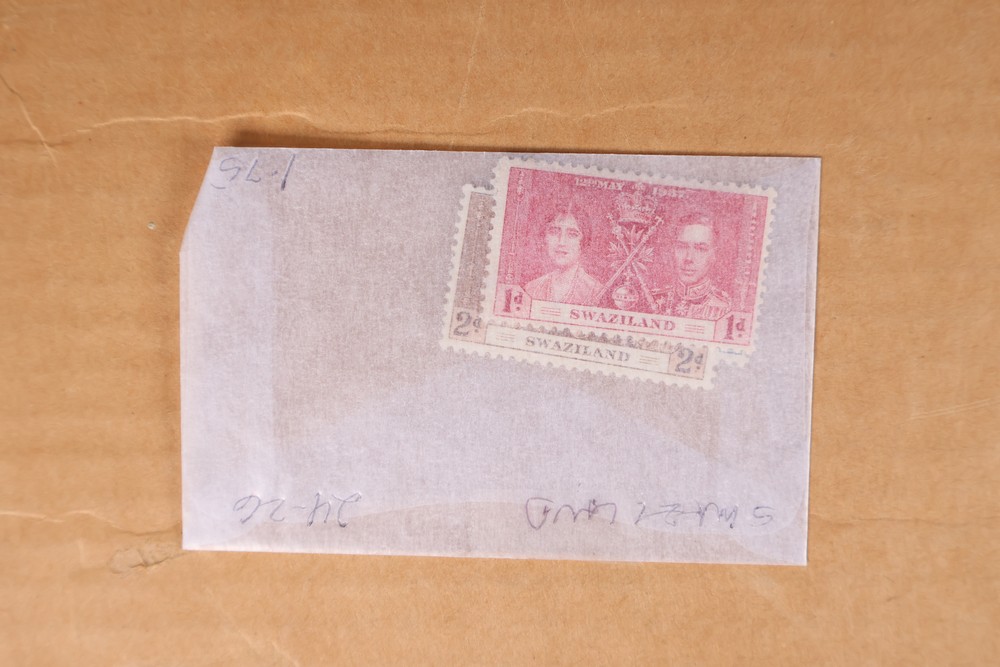 1.75
12TH MAY 1937
1d SWAZILAND 1d
2d SWAZILAND 2d
24-26
SWAZILAND